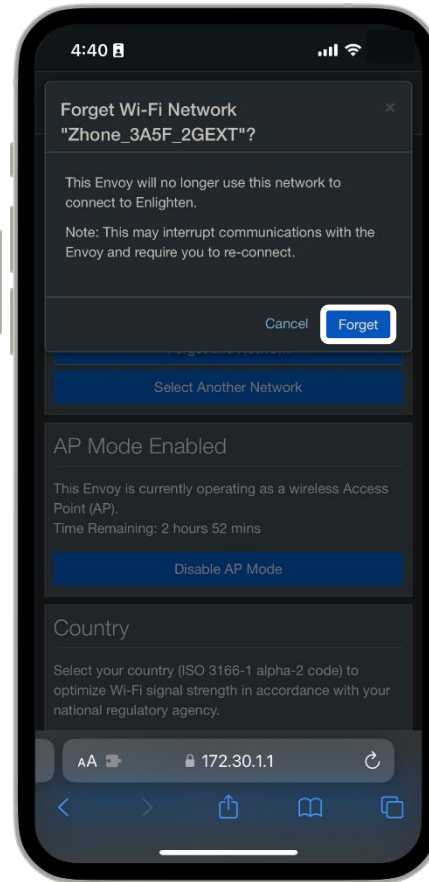 4:40
Forget Wi-Fi Network
"Zhone_3A5F_2GEXT"?
×
This Envoy will no longer use this network to
connect to Enlighten.
Note: This may interrupt communications with the
Envoy and require you to re-connect.
Cancel Forget
Forget this Network
Select Another Network
AP Mode Enabled
This Envoy is currently operating as a wireless Access
Point (AP).
Time Remaining: 2 hours 52 mins
Disable AP Mode
Country
Select your country (ISO 3166-1 alpha-2 code) to
optimize Wi-Fi signal strength in accordance with your
national regulatory agency.
AA 172.30.1.1